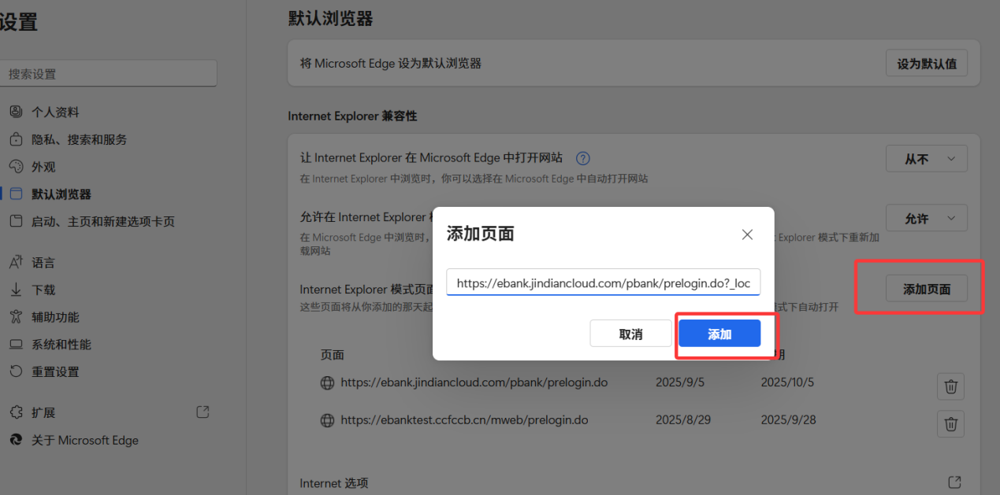 设置
搜索设置
个人资料
隐私、搜索和服务
外观
默认浏览器
启动、主页和新建选项卡页
语言
下载
辅助功能
系统和性能
重置设置
扩展
关于 Microsoft Edge
默认浏览器
将 Microsoft Edge 设为默认浏览器
设为默认值
Internet Explorer 兼容性
让 Internet Explorer 在 Microsoft Edge 中打开网站
从不
在 Internet Explorer 中浏览时，你可以选择在 Microsoft Edge 中自动打开网站
允许在 Internet Explorer
允许
在 Microsoft Edge 中浏览时， Explorer 模式下重新加
载网站
Internet Explorer 模式页面
添加页面
这些页面将从你添加的那天起 模式下自动打开
添加页面
https://ebank.jindiancloud.com/pbank/prelogin.do?_loc
取消
添加
页面
期
https://ebank.jindiancloud.com/pbank/prelogin.do 2025/9/5 2025/10/5
https://ebanktest.ccfccb.cn/mweb/prelogin.do 2025/8/29 2025/9/28
Internet 选项